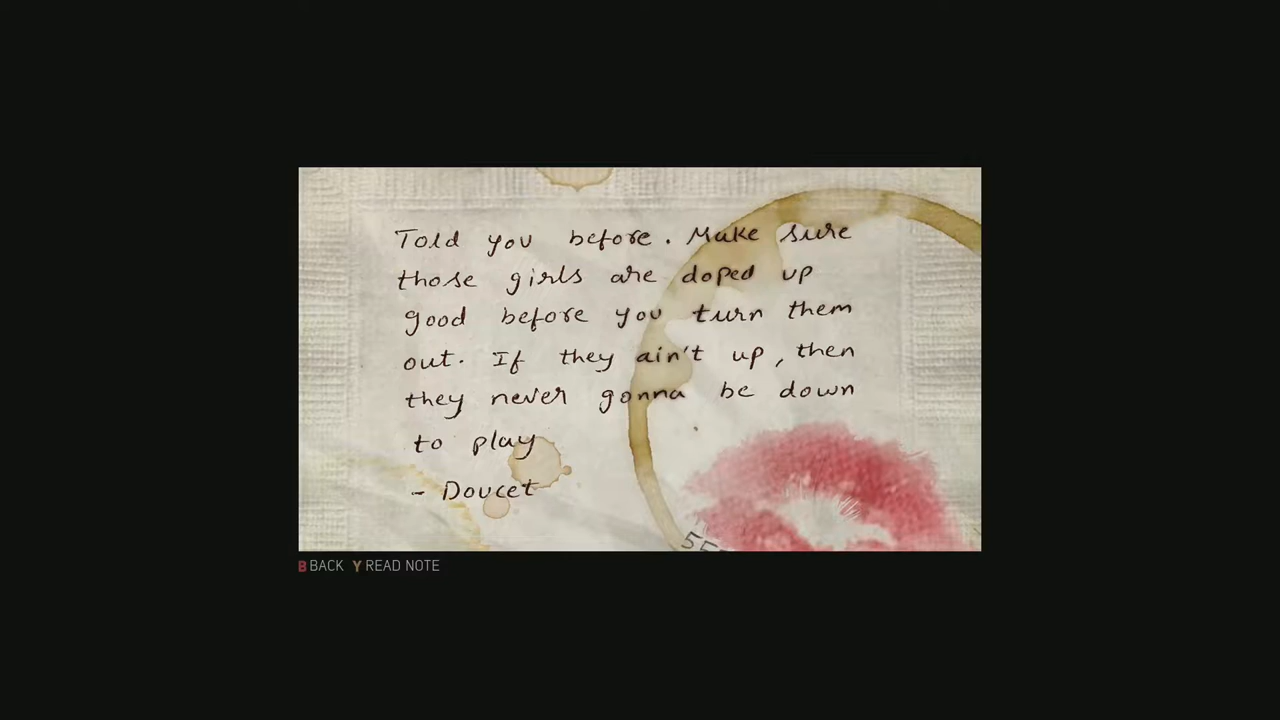 Told you before. Make sure
those girls are doped up
good before you turn them
out. If they ain't up, then
they never gonna be down
to play
- Doucet
555
B BACK Y READ NOTE